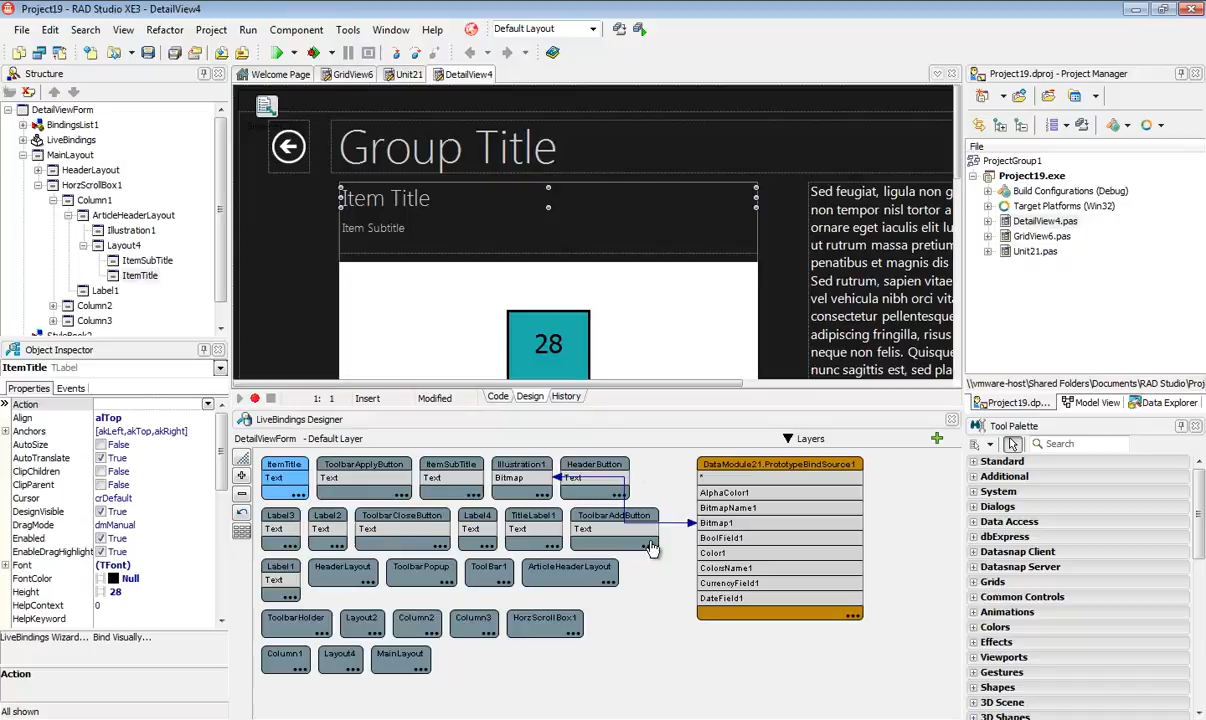 Project19 - RAD Studio XE3 - DetailView4
File Edit Search View Refactor Project Run Component Tools Window Help
Default Layout
Structure
DetailViewForm
BindingsList1
LiveBindings
MainLayout
HeaderLayout
HorzScrollBox1
Column1
ArticleHeaderLayout
Illustration1
Layout4
ItemSubTitle
ItemTitle
Label1
Column2
Column3
StyleBook2
Object Inspector
ItemTitle TLabel
Properties Events
Action
Align alTop
Anchors [akLeft,akTop,akRight]
AutoSize False
AutoTranslate True
ClipChildren False
ClipParent False
Cursor crDefault
DesignVisible True
DragMode dmManual
Enabled True
EnableDragHighlight True
Font (TFont)
FontColor Null
Height 28
HelpContext 0
HelpKeyword
LiveBindings Wizard... Bind Visually...
Action
All shown
Welcome Page GridView6 Unit21 DetailView4
Group Title
Item Title
Item Subtitle
28
Sed feugiat, ligula non g
non tempor nisl tortor a
ornare eget iaculis elit u
ut rutrum massa pretium
penatibus et magnis dis
Sed rutrum, sapien vitae
vel vehicula nibh orci vita
consectetur pellentesque
adipiscing fringilla, risus
neque non felis. Quisque
nunc sagittis est, sed pla
1: 1 Insert Modified Code Design History
LiveBindings Designer
DetailViewForm - Default Layer
Layers
ItemTitle
Text
ToolbarApplyButton
Text
ItemSubTitle
Text
Illustration1
Bitmap
HeaderButton
Text
Label3
Text
Label2
Text
ToolbarCloseButton
Text
Label4
Text
TitleLabel1
Text
ToolbarAddButton
Text
Label1
Text
HeaderLayout
ToolbarPopup
ToolBar1
ArticleHeaderLayout
ToolbarHolder
Layout2
Column2
Column3
HorzScrollBox1
Column1
Layout4
MainLayout
DataModule21.PrototypeBindSource1
*
AlphaColor1
BitmapName1
Bitmap1
BoolField1
Color1
ColorsName1
CurrencyField1
DateField1
Project19.dproj - Project Manager
File
ProjectGroup1
Project19.exe
Build Configurations (Debug)
Target Platforms (Win32)
DetailView4.pas
GridView6.pas
Unit21.pas
\\vmware-host\Shared Folders\Documents\RAD Studio\Proj
Project19.dp... Model View Data Explorer
Tool Palette
Search
Standard
Additional
System
Dialogs
Data Access
dbExpress
Datasnap Client
Datasnap Server
Grids
Common Controls
Animations
Colors
Effects
Viewports
Gestures
Shapes
3D Scene
3D Shapes